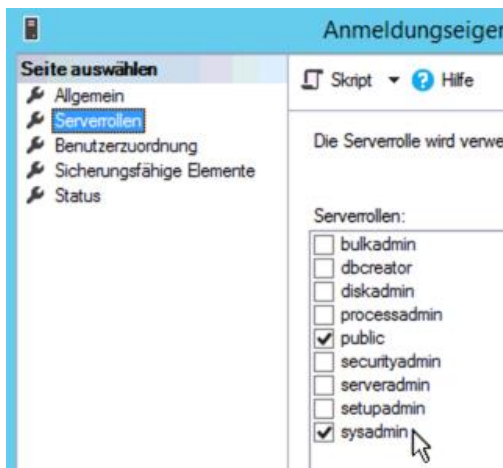 Anmeldungseiger
Seite auswählen
Allgemein
Serverrollen
Benutzerzuordnung
Sicherungsfähige Elemente
Status
Skript
Hilfe
Die Serverrolle wird verwe
Serverrollen:
bulkadmin
dbcreator
diskadmin
processadmin
public
securityadmin
serveradmin
setupadmin
sysadmin